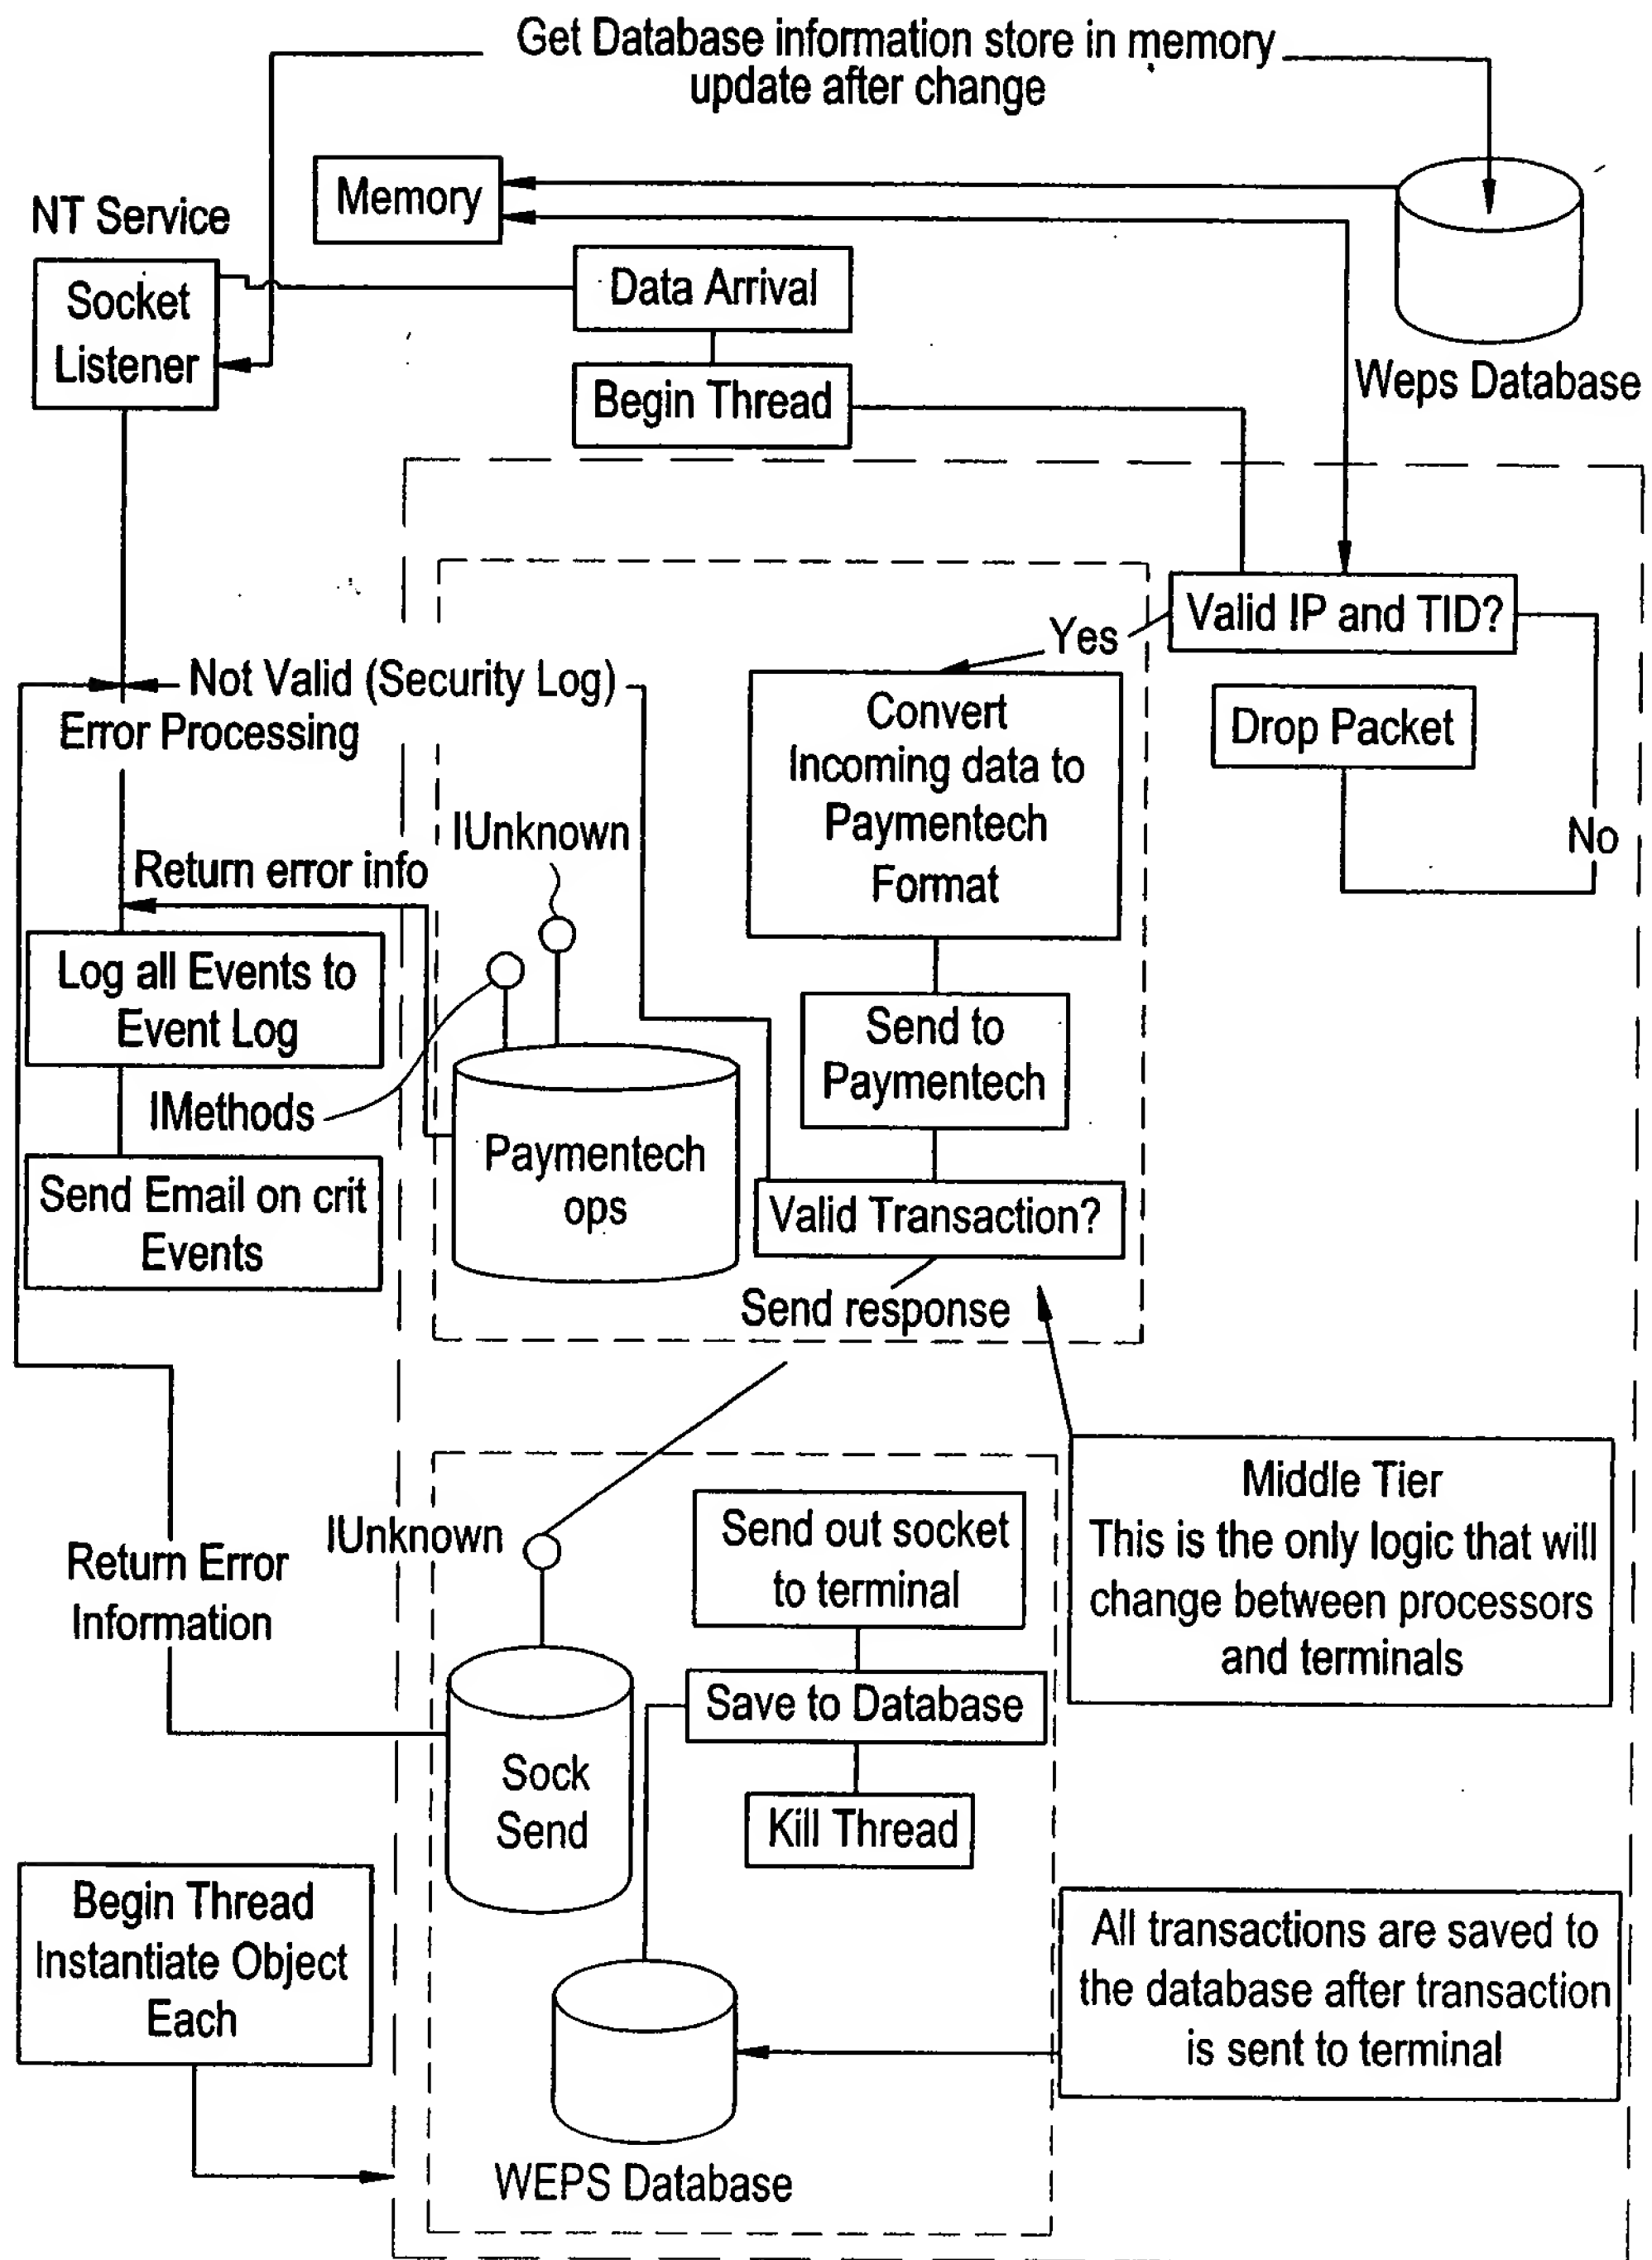 Get Database information store in memory
update after change
Memory
NT Service
Socket
Listener
Data Arrival
Begin Thread
Weps Database
Valid IP and TID?
Yes
Not Valid (Security Log)
Error Processing
Convert
Incoming data to
Paymentech
Format
Drop Packet
No
IUnknown
Return error info
Log all Events to
Event Log
Send to
Paymentech
IMethods
Paymentech
ops
Send Email on crit
Events
Valid Transaction?
Send response
Middle Tier
This is the only logic that will
change between processors
and terminals
IUnknown
Send out socket
to terminal
Return Error
Information
Save to Database
Sock
Send
Kill Thread
Begin Thread
Instantiate Object
Each
All transactions are saved to
the database after transaction
is sent to terminal
WEPS Database